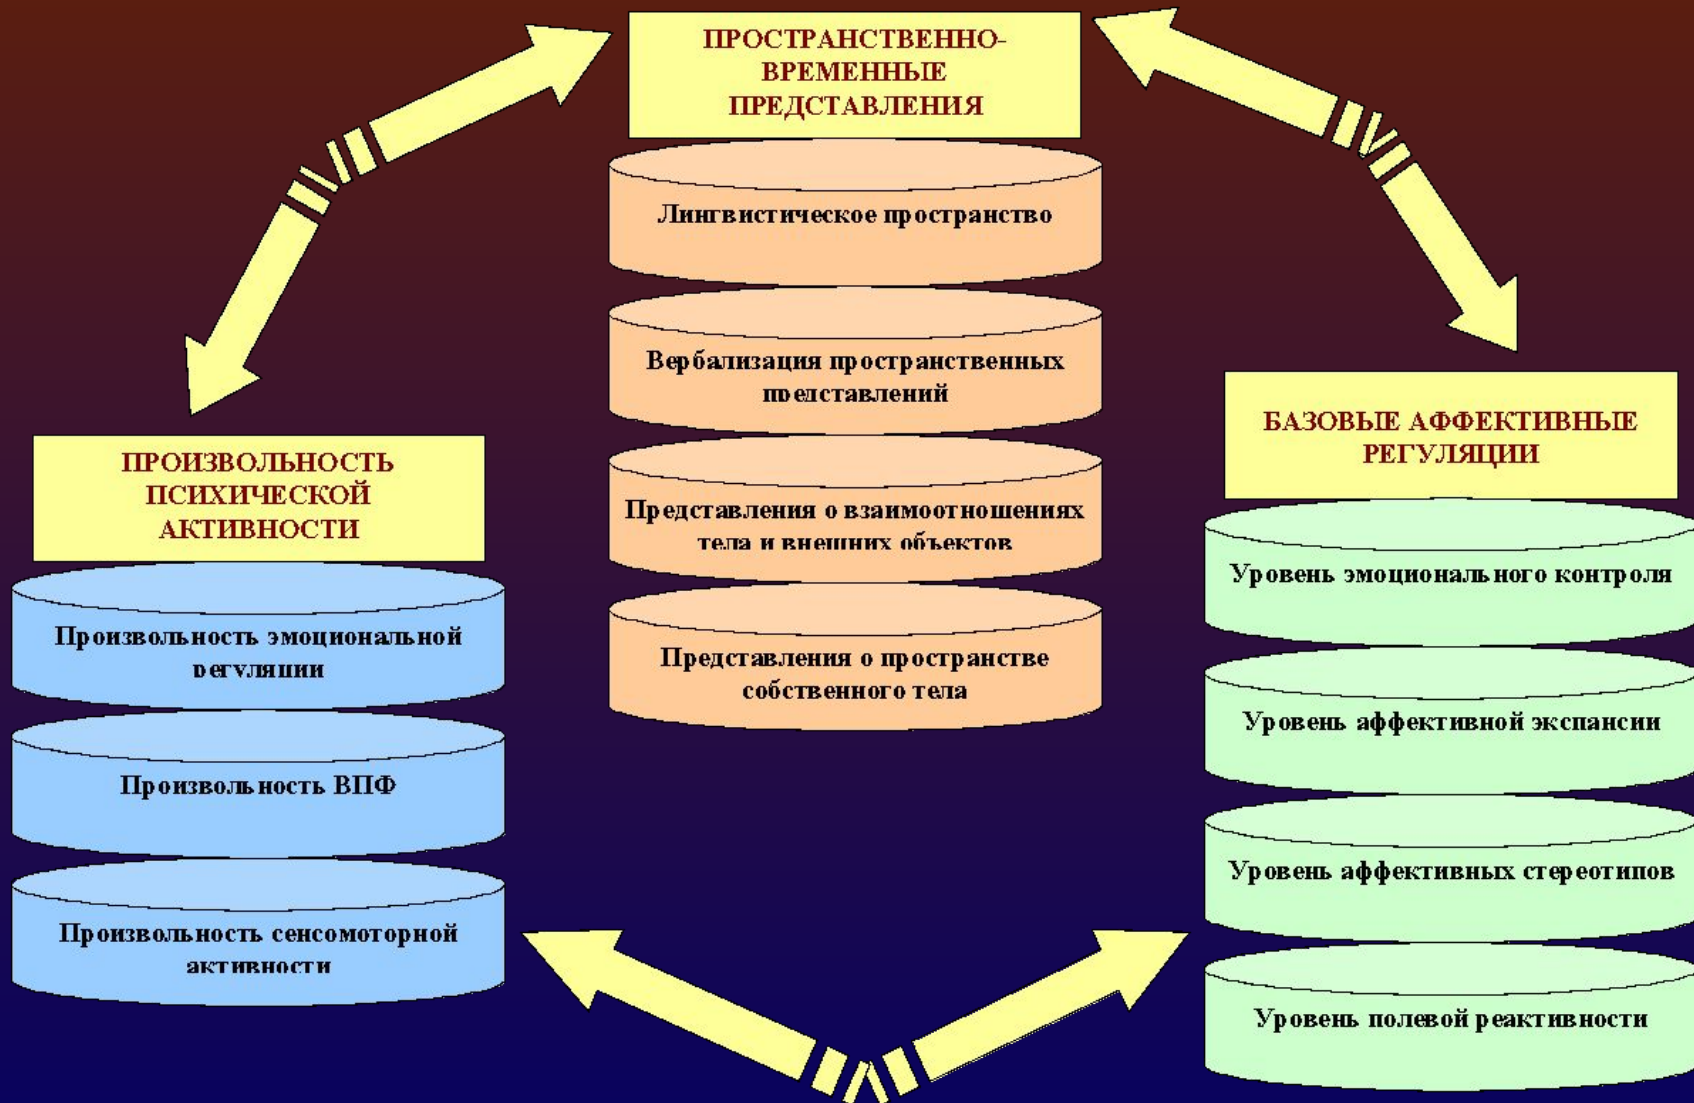 ПРОСТРАНСТВЕННО-
ВРЕМЕННЫЕ
ПРЕДСТАВЛЕНИЯ
Лингвистическое пространство
Вербализация пространственных
представлений
Представления о взаимоотношениях
тела и внешних объектов
Представления о пространстве
собственного тела
ПРОИЗВОЛЬНОСТЬ
ПСИХИЧЕСКОЙ
АКТИВНОСТИ
Произвольность эмоциональной
регуляции
Произвольность ВПФ
Произвольность сенсомоторной
активности
БАЗОВЫЕ АФФЕКТИВНЫЕ
РЕГУЛЯЦИИ
Уровень эмоционального контроля
Уровень аффективной экспансии
Уровень аффективных стереотипов
Уровень полевой реактивности